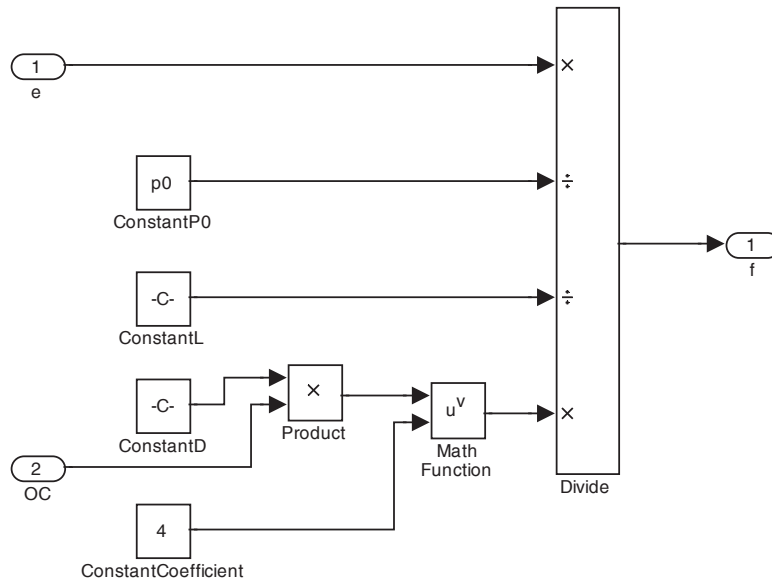 1
e
×
p0
ConstantP0
÷
-C-
ConstantL
÷
-C-
ConstantD
×
Product
u^v
Math
Function
×
2
OC
4
ConstantCoefficient
Divide
1
f